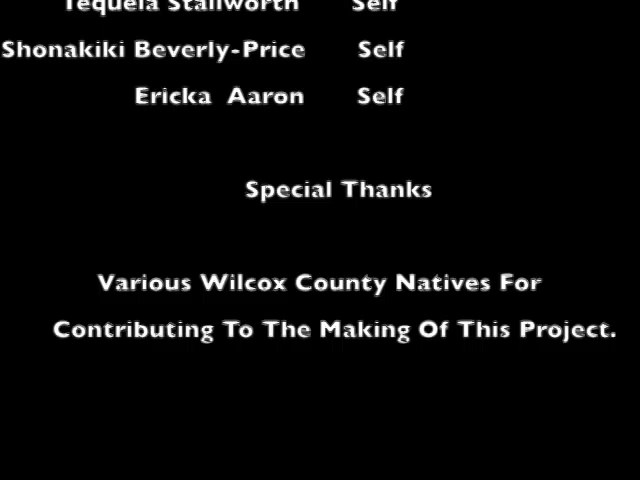 Tequela Stallworth Self
Shonakiki Beverly-Price Self
Ericka Aaron Self
Special Thanks
Various Wilcox County Natives For
Contributing To The Making Of This Project.